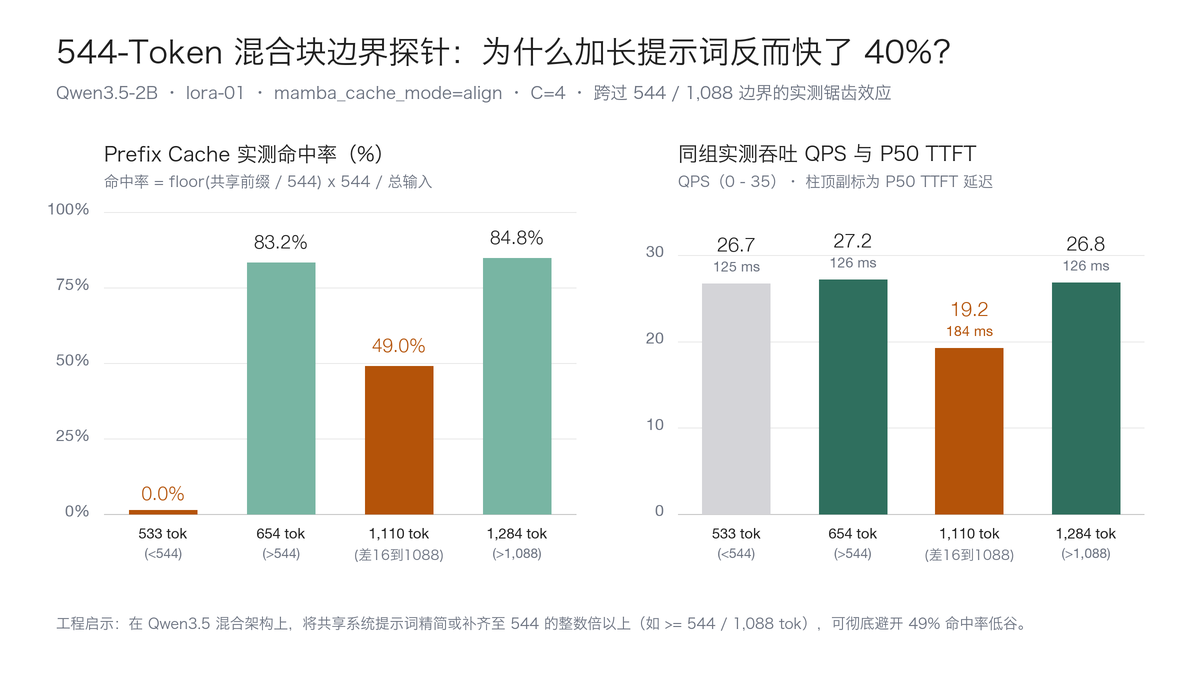 544-Token 混合块边界探针：为什么加长提示词反而快了 40%?
Qwen3.5-2B · lora-01 · mamba_cache_mode=align · C=4 · 跨过 544 / 1,088 边界的实测锯齿效应
Prefix Cache 实测命中率（%）
命中率 = floor(共享前缀 / 544) x 544 / 总输入
100%
75%
50%
25%
0%
0.0%
83.2%
49.0%
84.8%
533 tok
(<544)
654 tok
(>544)
1,110 tok
(差16到1088)
1,284 tok
(>1,088)
同组实测吞吐 QPS 与 P50 TTFT
QPS（0 - 35） · 柱顶副标为 P50 TTFT 延迟
30
20
10
0
26.7
125 ms
27.2
126 ms
19.2
184 ms
26.8
126 ms
533 tok
(<544)
654 tok
(>544)
1,110 tok
(差16到1088)
1,284 tok
(>1,088)
工程启示：在 Qwen3.5 混合架构上，将共享系统提示词精简或补齐至 544 的整数倍以上（如 >= 544 / 1,088 tok），可彻底避开 49% 命中率低谷。